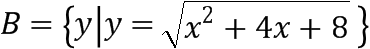 B = {y|y = √(x² + 4x + 8) }